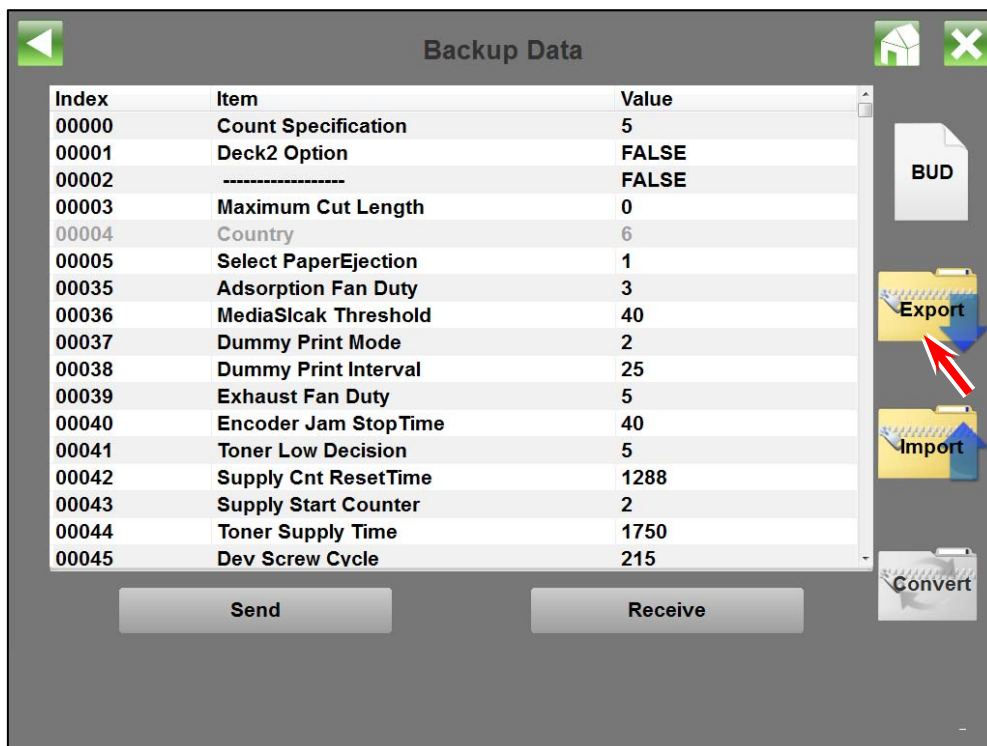 Backup Data
Index Item Value
00000 Count Specification 5
00001 Deck2 Option FALSE
00002 ------------------ FALSE
00003 Maximum Cut Length 0
00004 Country 6
00005 Select PaperEjection 1
00035 Adsorption Fan Duty 3
00036 MediaSlcak Threshold 40
00037 Dummy Print Mode 2
00038 Dummy Print Interval 25
00039 Exhaust Fan Duty 5
00040 Encoder Jam StopTime 40
00041 Toner Low Decision 5
00042 Supply Cnt ResetTime 1288
00043 Supply Start Counter 2
00044 Toner Supply Time 1750
00045 Dev Screw Cycle 215
BUD
Export
Import
Convert
Send Receive